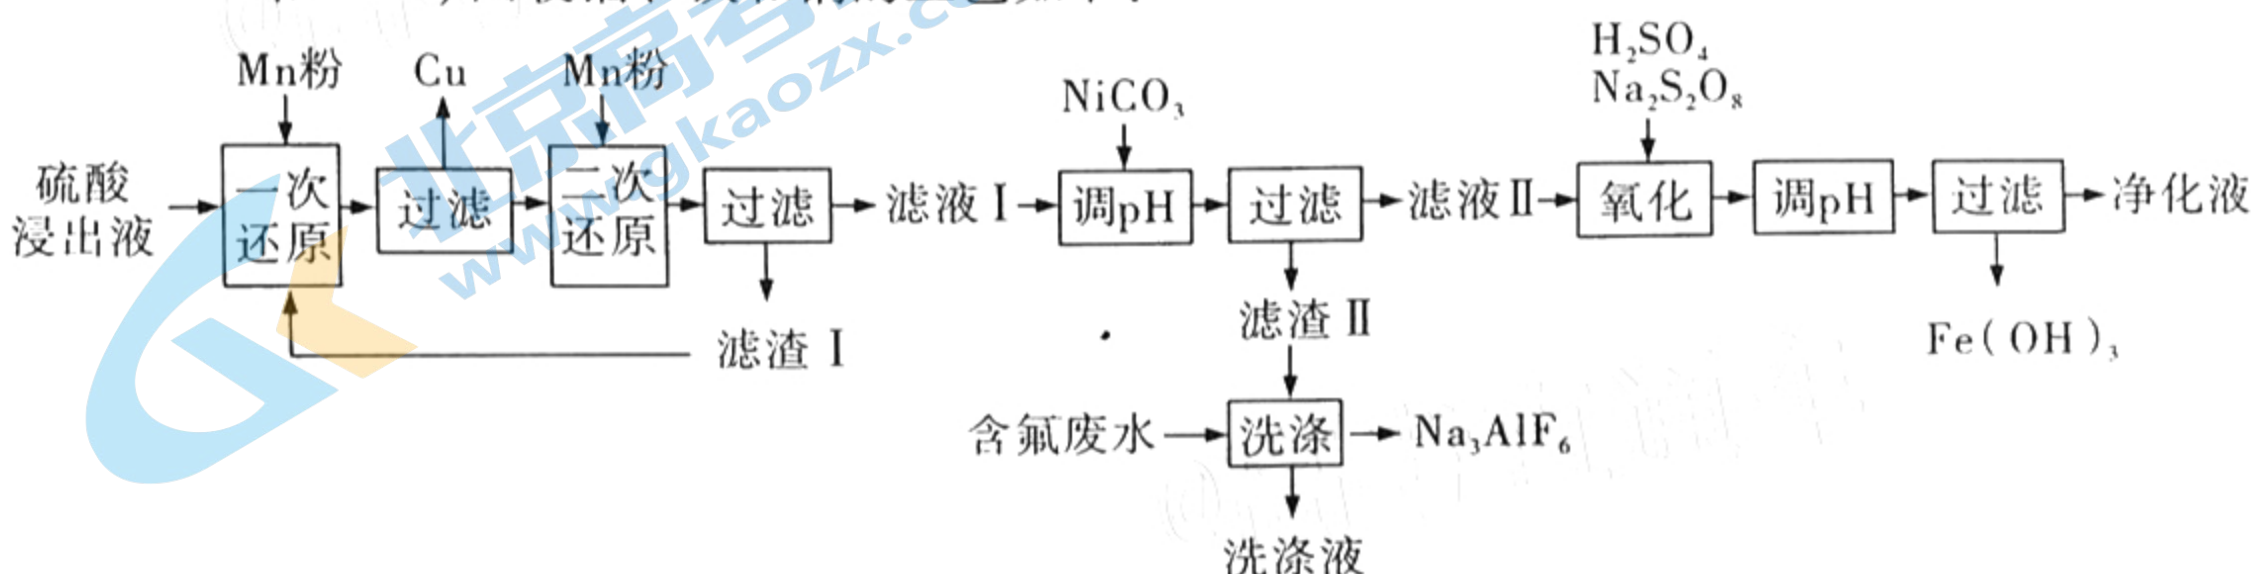 Mn粉
Cu
Mn粉
NiCO₃
H₂SO₄
Na₂S₂O₈
硫酸
浸出液
一次
还原
过滤
二次
还原
过滤
滤液Ⅰ
调pH
过滤
滤液Ⅱ
氧化
调pH
过滤
净化液
滤渣Ⅰ
滤渣Ⅱ
Fe(OH)₃
含氟废水
洗涤
Na₃AlF₆
洗涤液
北京高考
www.gkaozx.c